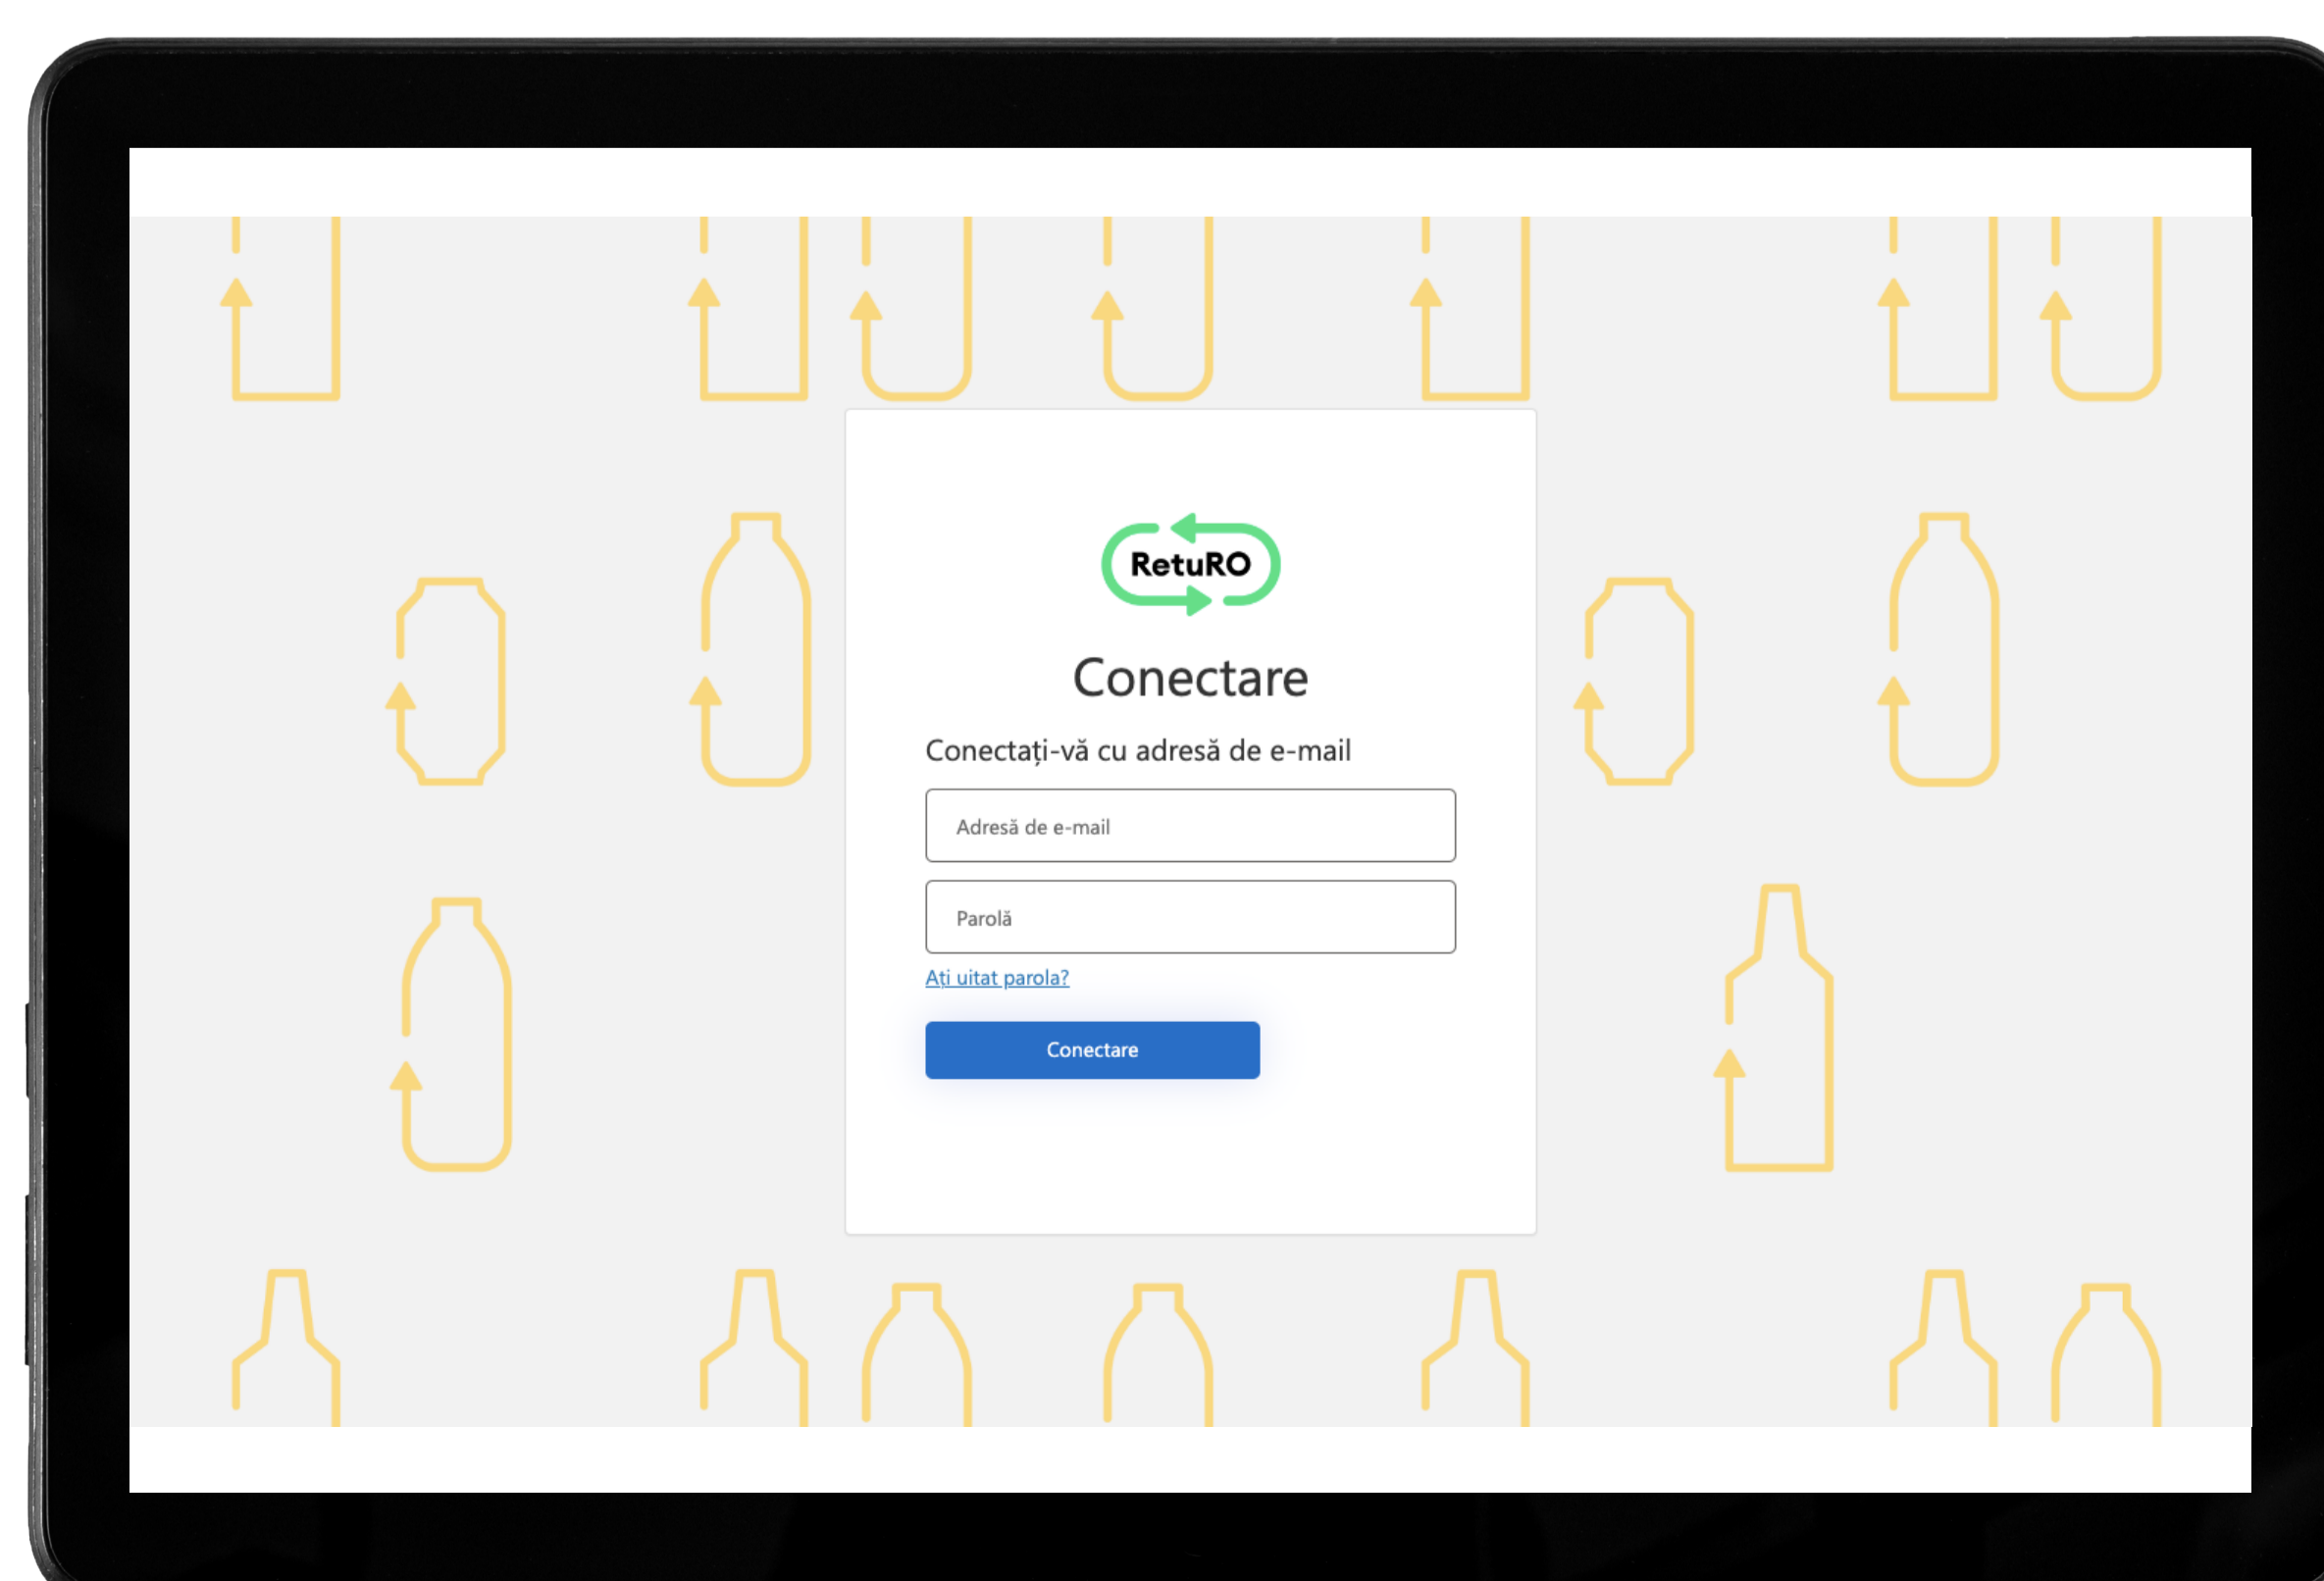 RetuRO
Conectare
Conectați-vă cu adresă de e-mail
Adresă de e-mail
Parolă
Ați uitat parola?
Conectare